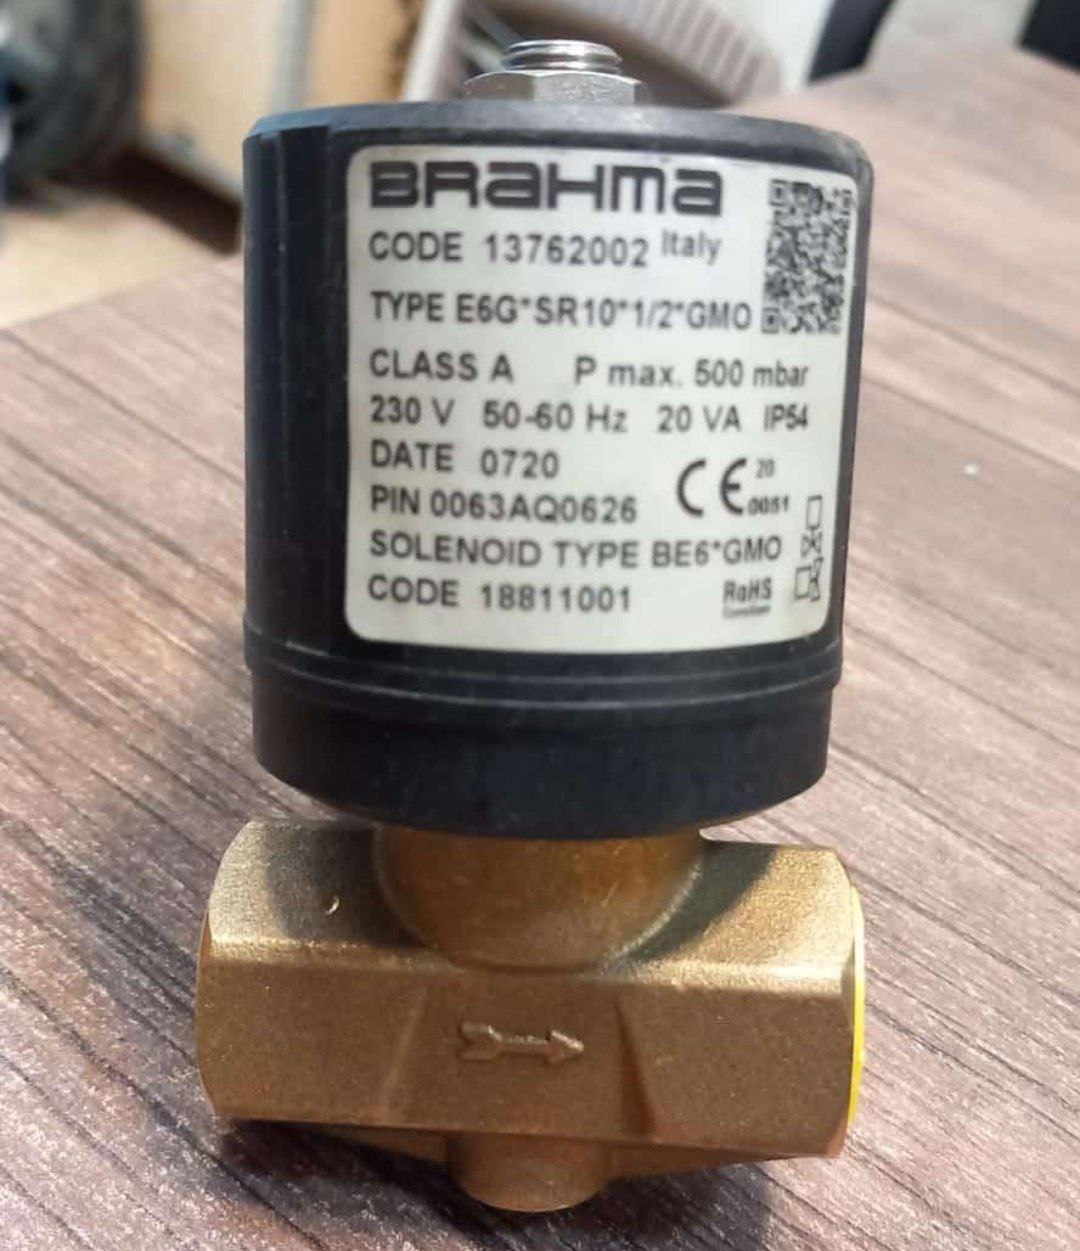 BRAHMA
CODE 13762002 Italy
TYPE E6G*SR10*1/2*GMO
CLASS A P max. 500 mbar
230 V 50-60 Hz 20 VA IP54
DATE 0720
PIN 0063AQ0626 CE 20 0051
SOLENOID TYPE BE6*GMO
CODE 18811001 RoHS